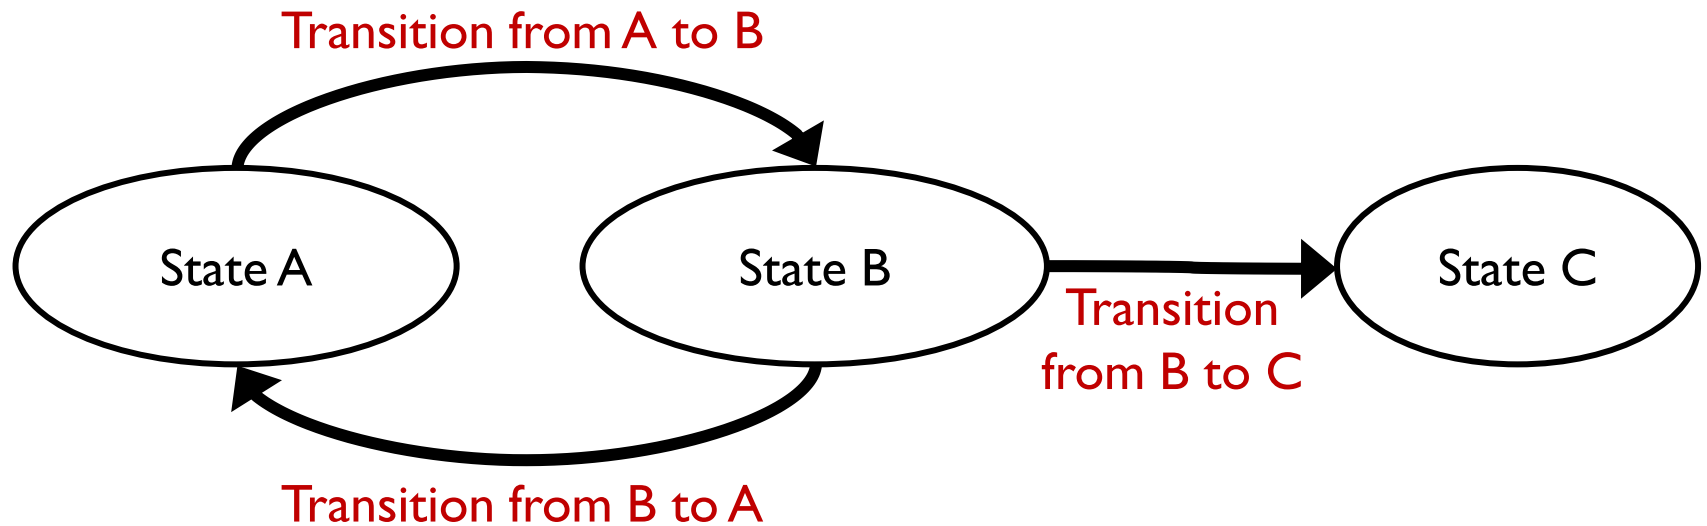 Transition from A to B
State A
State B
State C
Transition
from B to C
Transition from B to A